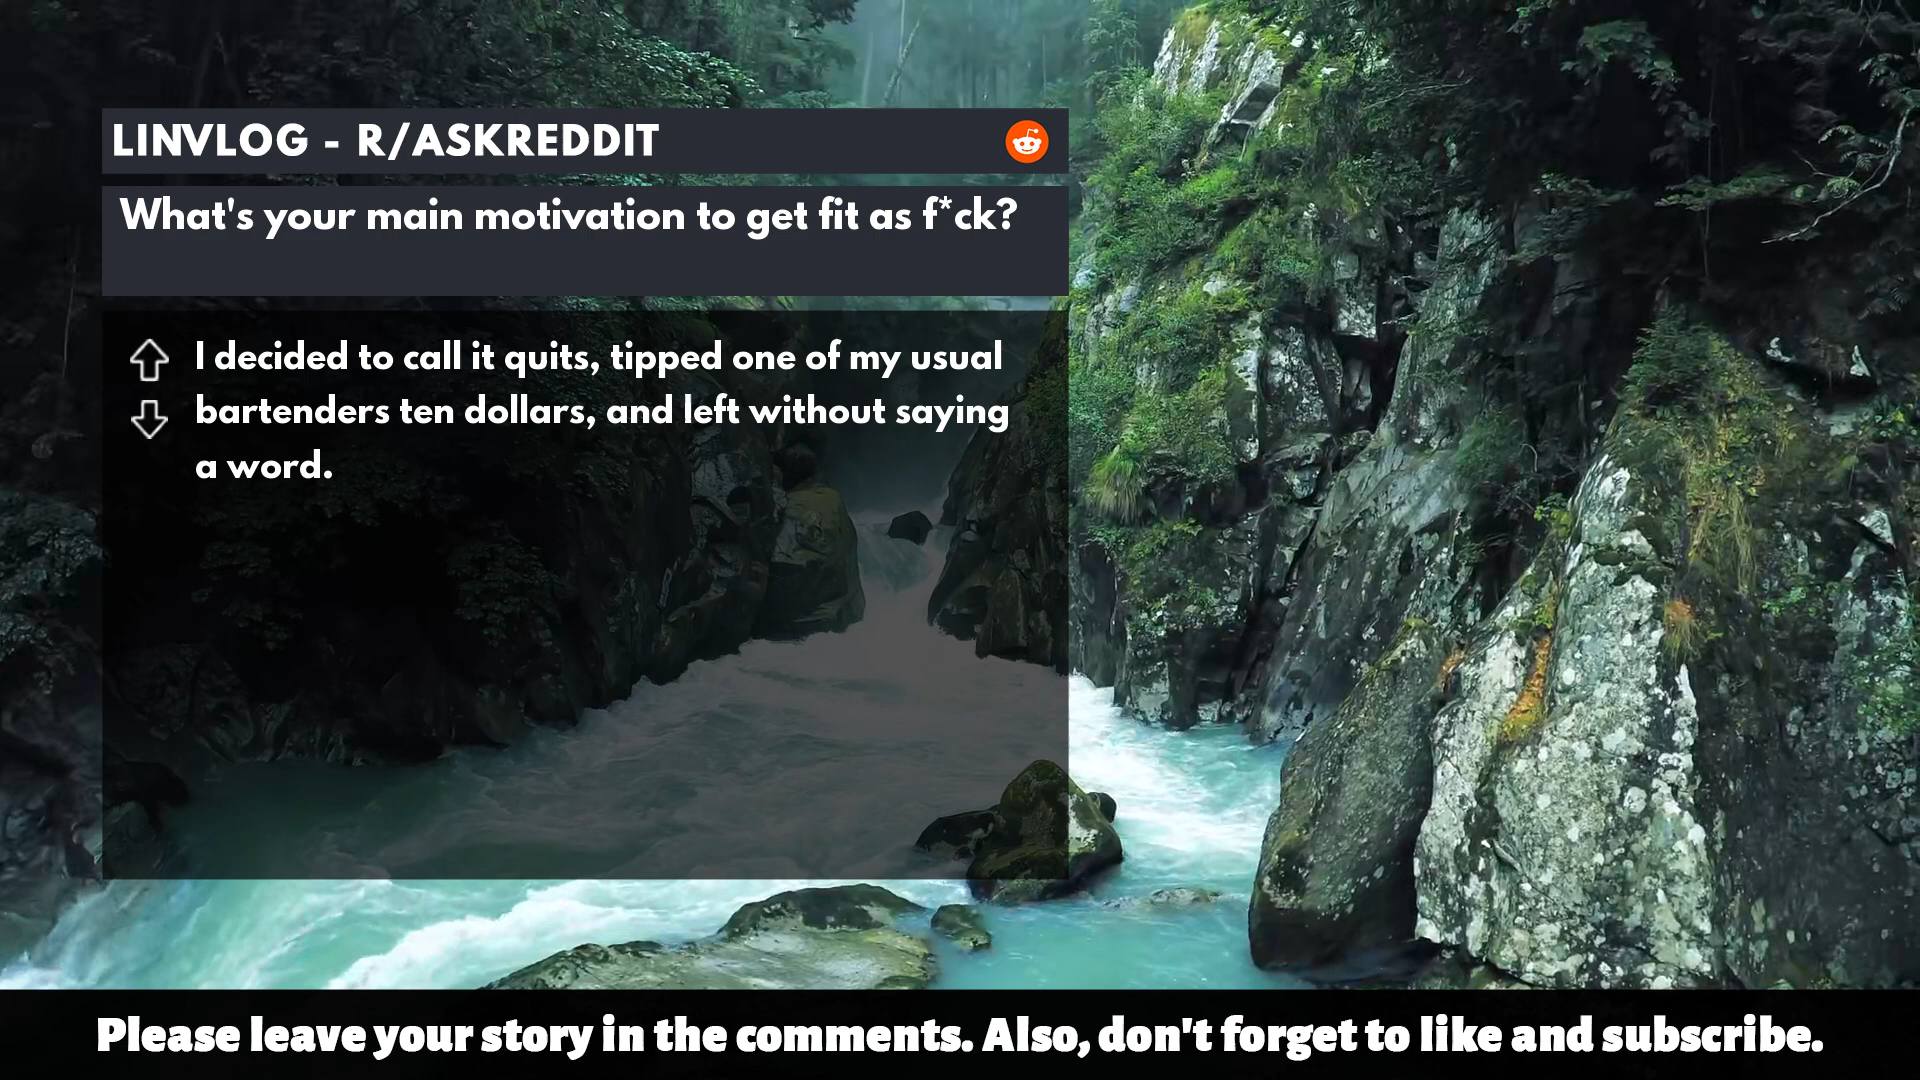 LINVLOG - R/ASKREDDIT
What's your main motivation to get fit as f*ck?
I decided to call it quits, tipped one of my usual
bartenders ten dollars, and left without saying
a word.
Please leave your story in the comments. Also, don't forget to like and subscribe.